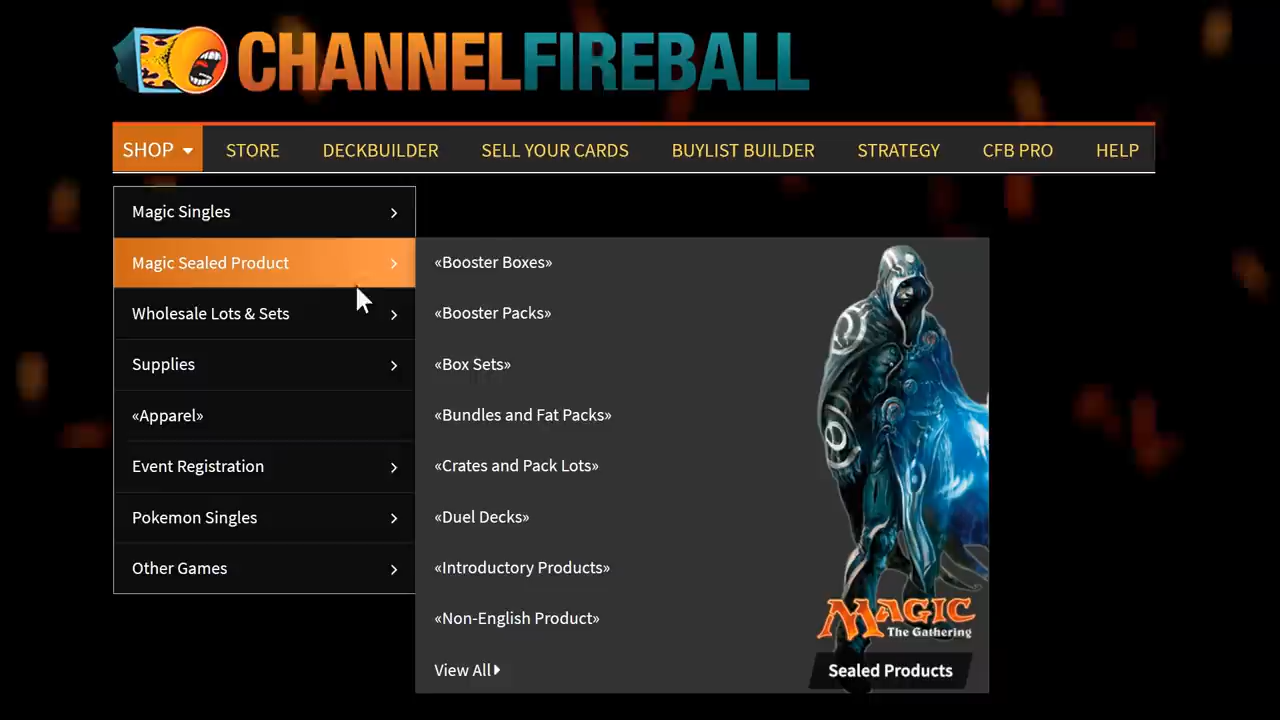 CHANNELFIREBALL
SHOP STORE DECKBUILDER SELL YOUR CARDS BUYLIST BUILDER STRATEGY CFB PRO HELP
Magic Singles
Magic Sealed Product
Wholesale Lots & Sets
Supplies
«Apparel»
Event Registration
Pokemon Singles
Other Games
«Booster Boxes»
«Booster Packs»
«Box Sets»
«Bundles and Fat Packs»
«Crates and Pack Lots»
«Duel Decks»
«Introductory Products»
«Non-English Product»
View All
MAGIC
The Gathering
Sealed Products